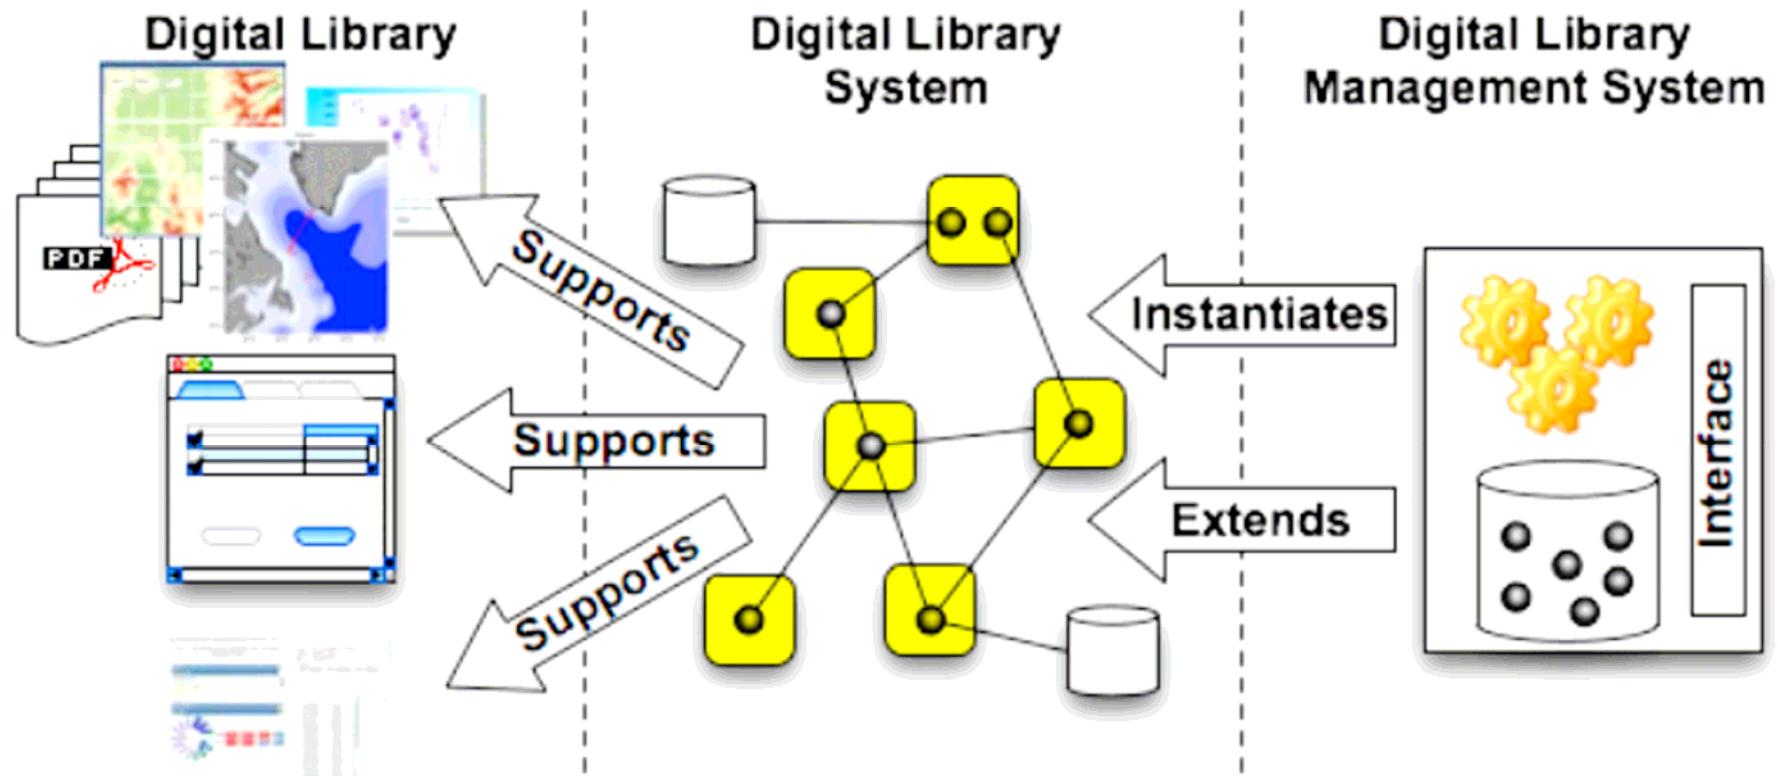 Digital Library
Digital Library
System
Digital Library
Management System
PDF
Supports
Supports
Supports
Instantiates
Extends
Interface